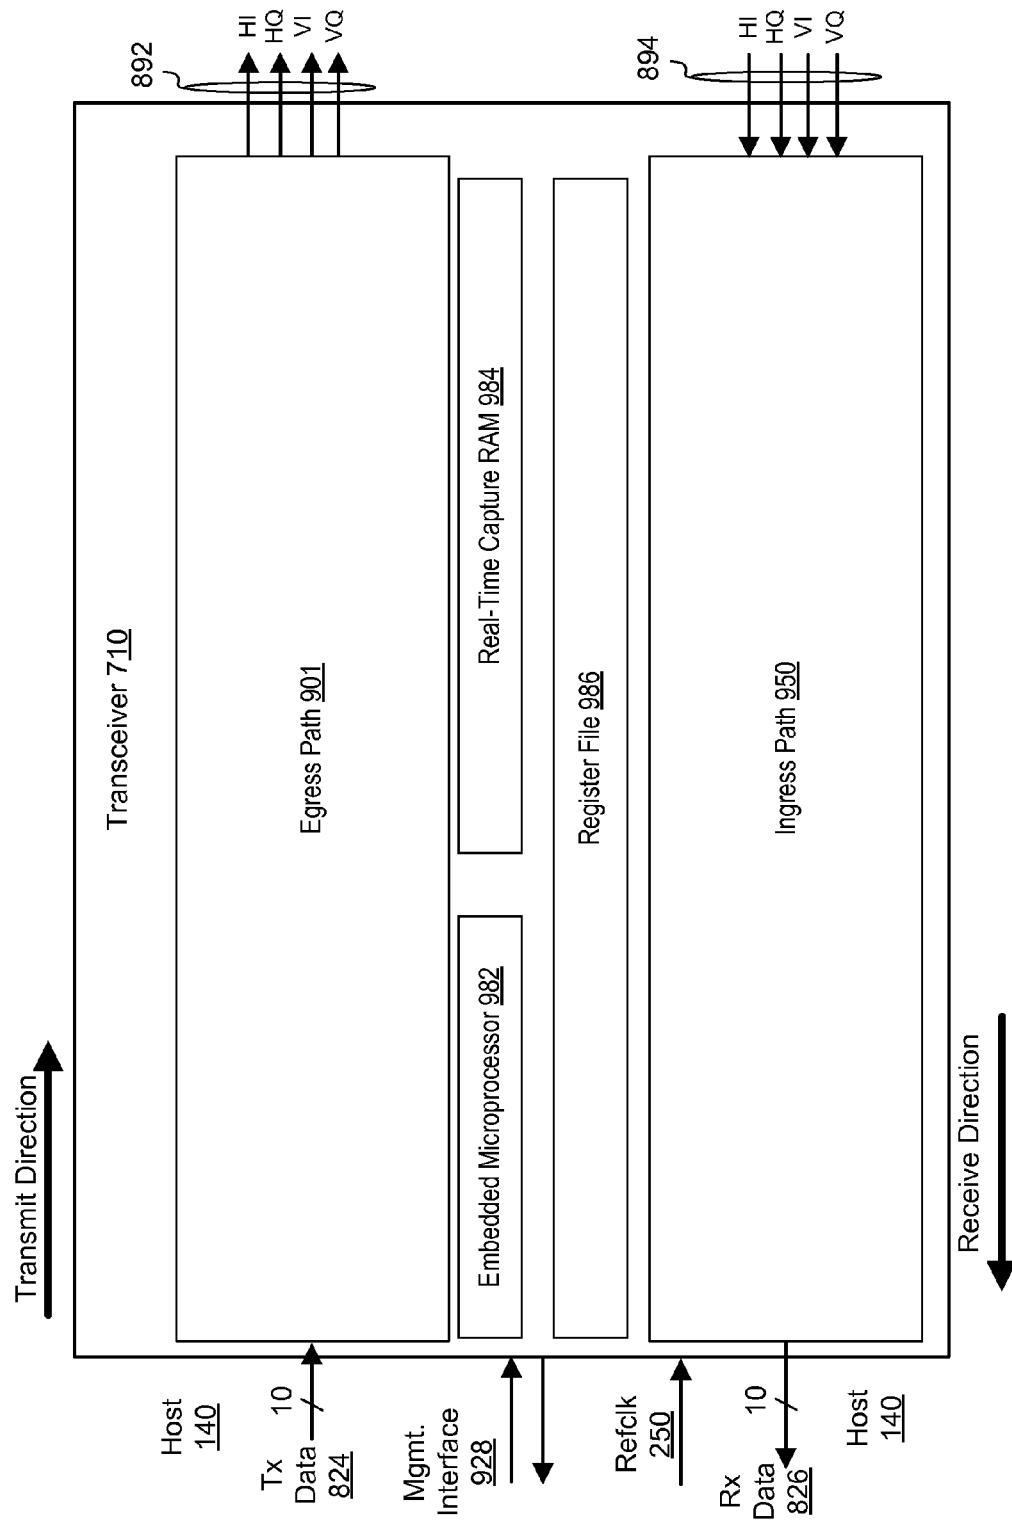 Transmit Direction
Transceiver 710
Host
140
Tx
Data
824
10
Egress Path 901
892
HI
HQ
VI
VQ
Mgmt.
Interface
928
Embedded Microprocessor 982
Real-Time Capture RAM 984
Register File 986
Refclk
250
Rx
Data
826
10
Host
140
Ingress Path 950
894
HI
HQ
VI
VQ
Receive Direction